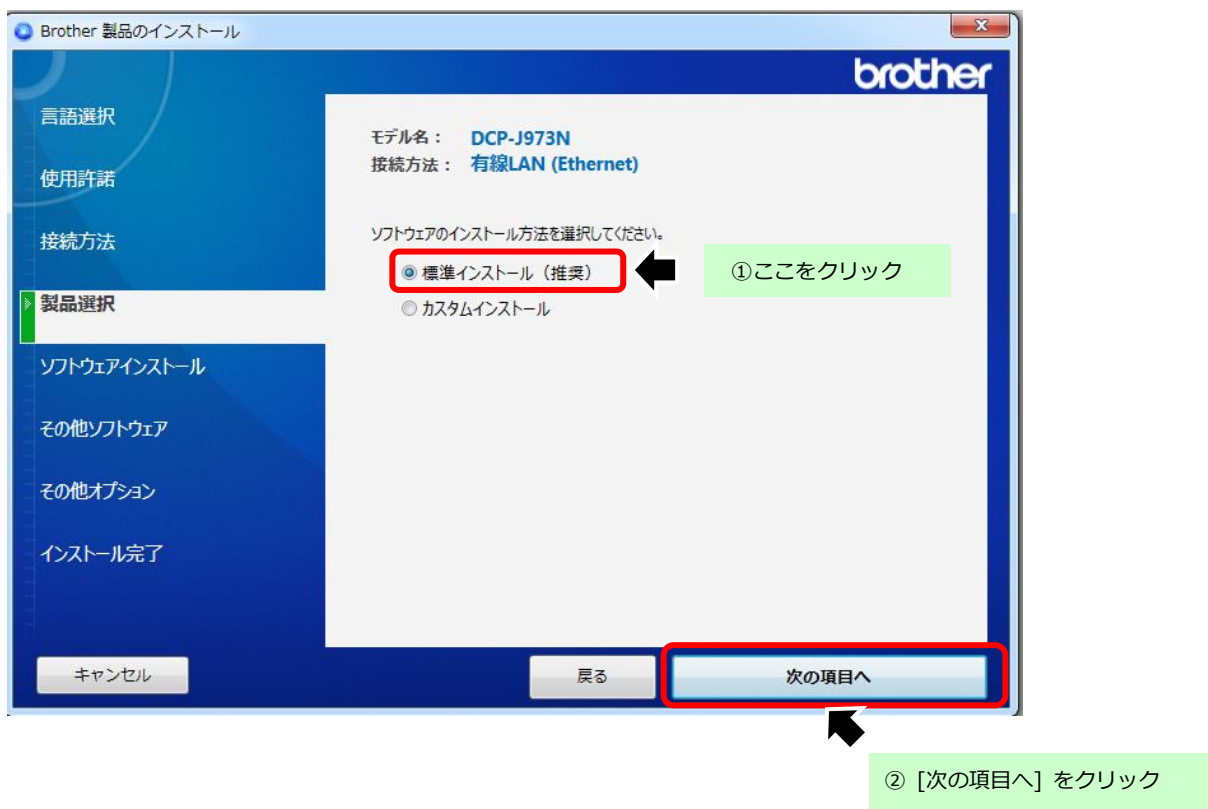 Brother 製品のインストール
brother
言語選択
使用許諾
接続方法
製品選択
ソフトウェアインストール
その他ソフトウェア
その他オプション
インストール完了
モデル名： DCP-J973N
接続方法： 有線LAN (Ethernet)
ソフトウェアのインストール方法を選択してください。
標準インストール（推奨）
①ここをクリック
カスタムインストール
キャンセル
戻る
次の項目へ
② [次の項目へ] をクリック